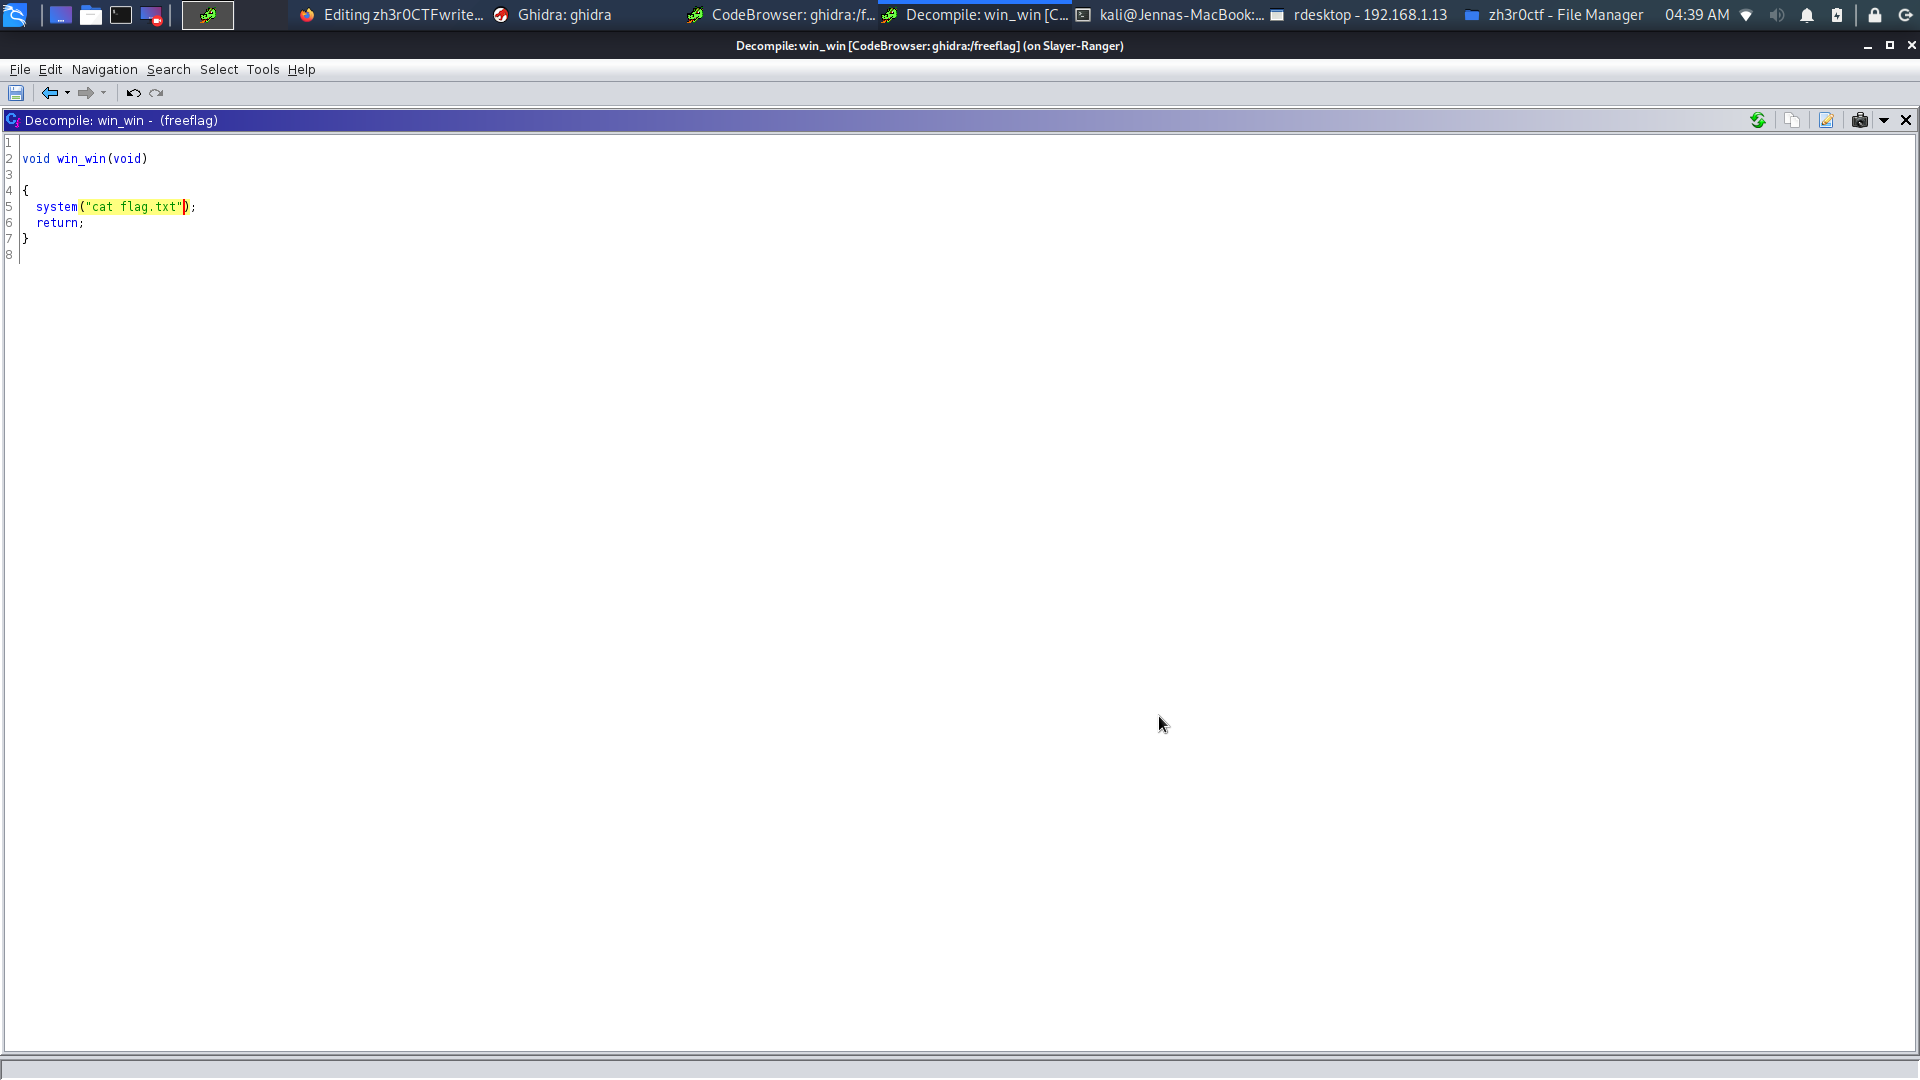 Editing zh3r0CTFwrite... Ghidra: ghidra CodeBrowser: ghidra:/f... Decompile: win_win [C... kali@Jennas-MacBook:... rdesktop - 192.168.1.13 zh3r0ctf - File Manager 04:39 AM
Decompile: win_win [CodeBrowser: ghidra:/freeflag] (on Slayer-Ranger)
File Edit Navigation Search Select Tools Help
Decompile: win_win - (freeflag)
1
2 void win_win(void)
3
4 {
5 system("cat flag.txt");
6 return;
7 }
8